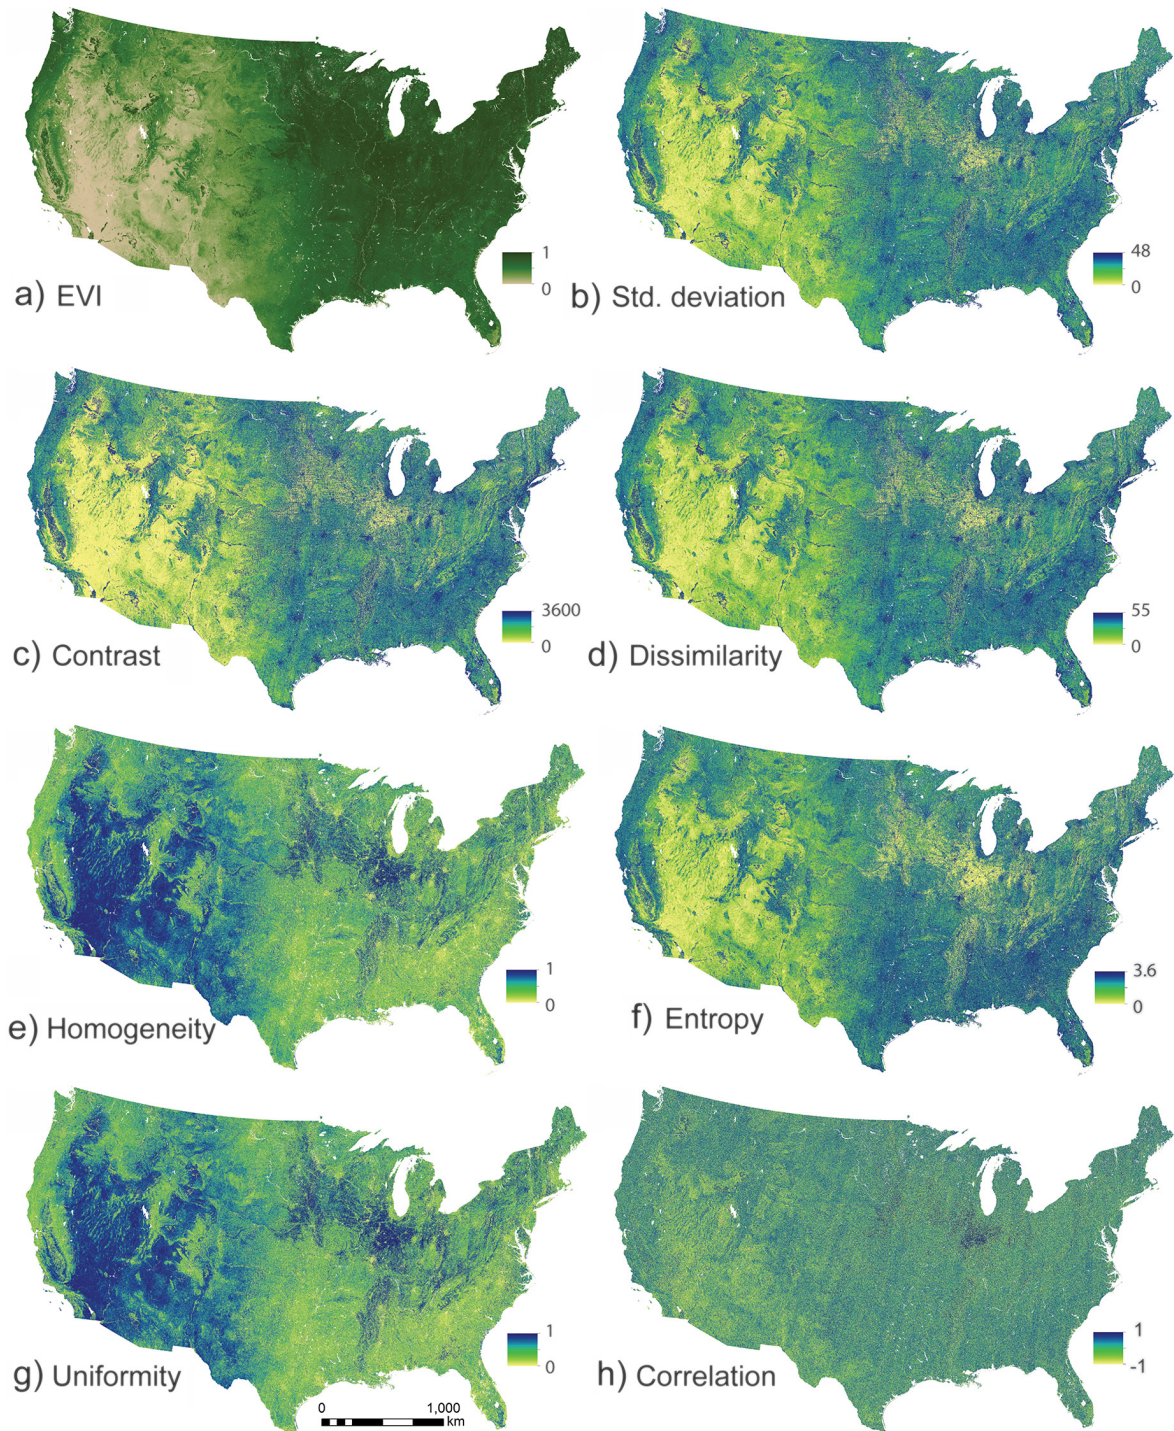 1
0
a) EVI
48
0
b) Std. deviation
3600
0
c) Contrast
55
0
d) Dissimilarity
1
0
e) Homogeneity
3.6
0
f) Entropy
1
0
g) Uniformity
0 1,000
km
1
-1
h) Correlation